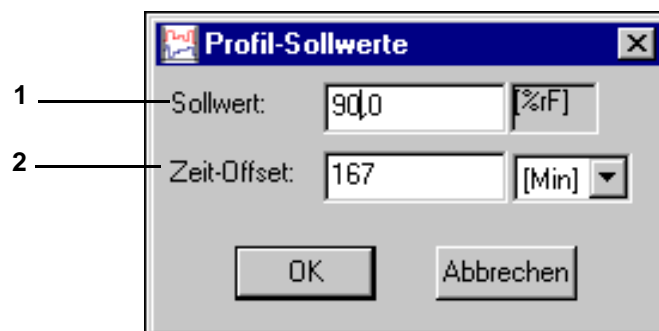 Profil-Sollwerte
1 Sollwert: 90,0 [%rF]
2 Zeit-Offset: 167 [Min]
OK Abbrechen